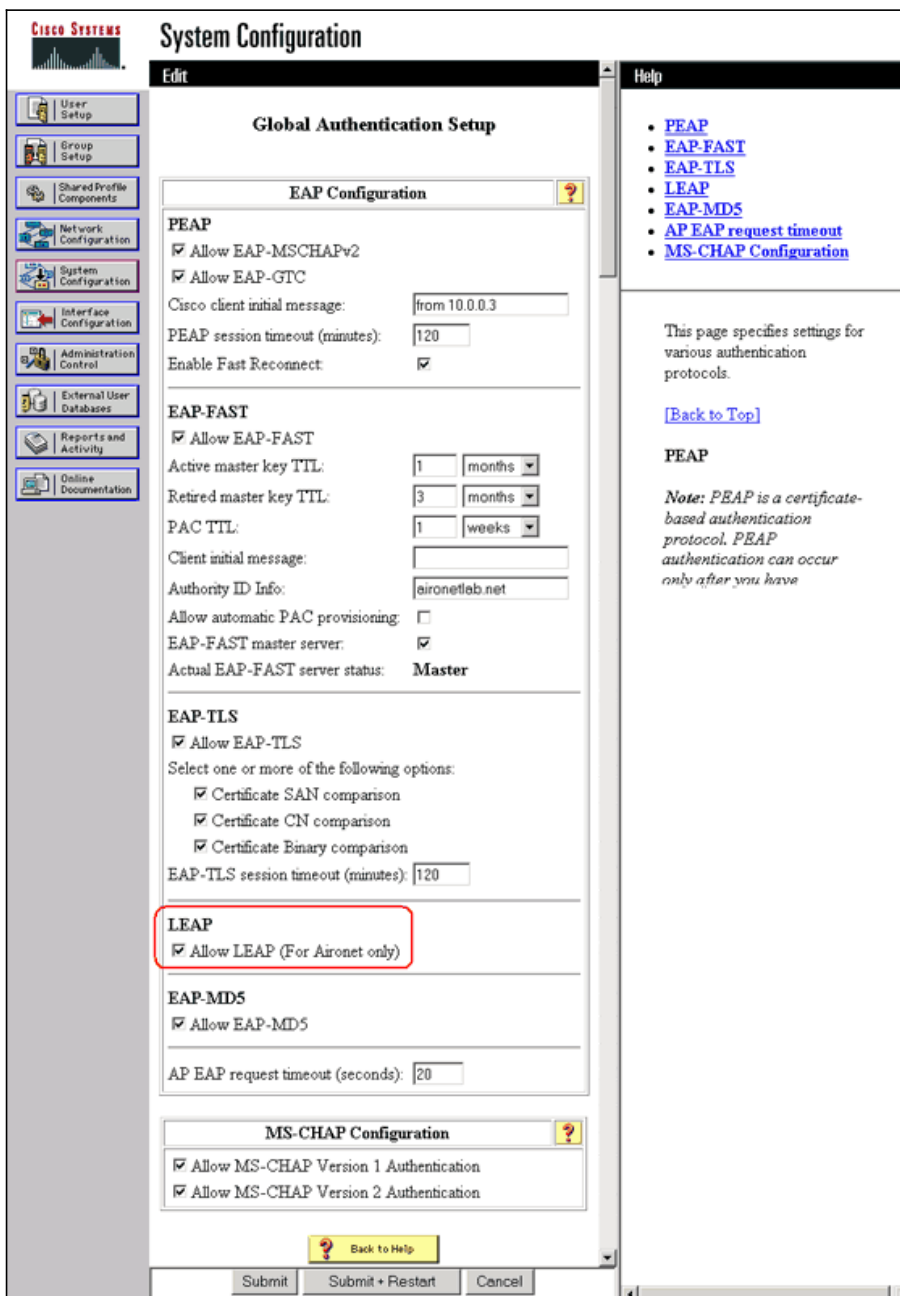 CISCO SYSTEMS
System Configuration
User
Setup
Group
Setup
Shared Profile
Components
Network
Configuration
System
Configuration
Interface
Configuration
Administration
Control
External User
Databases
Reports and
Activity
Online
Documentation
Edit
Global Authentication Setup
EAP Configuration
?
PEAP
Allow EAP-MSCHAPv2
Allow EAP-GTC
Cisco client initial message: from 10.0.0.3
PEAP session timeout (minutes): 120
Enable Fast Reconnect:
EAP-FAST
Allow EAP-FAST
Active master key TTL: 1 months
Retired master key TTL: 3 months
PAC TTL: 1 weeks
Client initial message:
Authority ID Info: aironetlab.net
Allow automatic PAC provisioning:
EAP-FAST master server:
Actual EAP-FAST server status: Master
EAP-TLS
Allow EAP-TLS
Select one or more of the following options:
Certificate SAN comparison
Certificate CN comparison
Certificate Binary comparison
EAP-TLS session timeout (minutes): 120
LEAP
Allow LEAP (For Aironet only)
EAP-MD5
Allow EAP-MD5
AP EAP request timeout (seconds): 20
MS-CHAP Configuration
?
Allow MS-CHAP Version 1 Authentication
Allow MS-CHAP Version 2 Authentication
? Back to Help
Submit Submit + Restart Cancel
Help
PEAP
EAP-FAST
EAP-TLS
LEAP
EAP-MD5
AP EAP request timeout
MS-CHAP Configuration
This page specifies settings for
various authentication
protocols.
[Back to Top]
PEAP
Note: PEAP is a certificate-
based authentication
protocol. PEAP
authentication can occur
only after you have